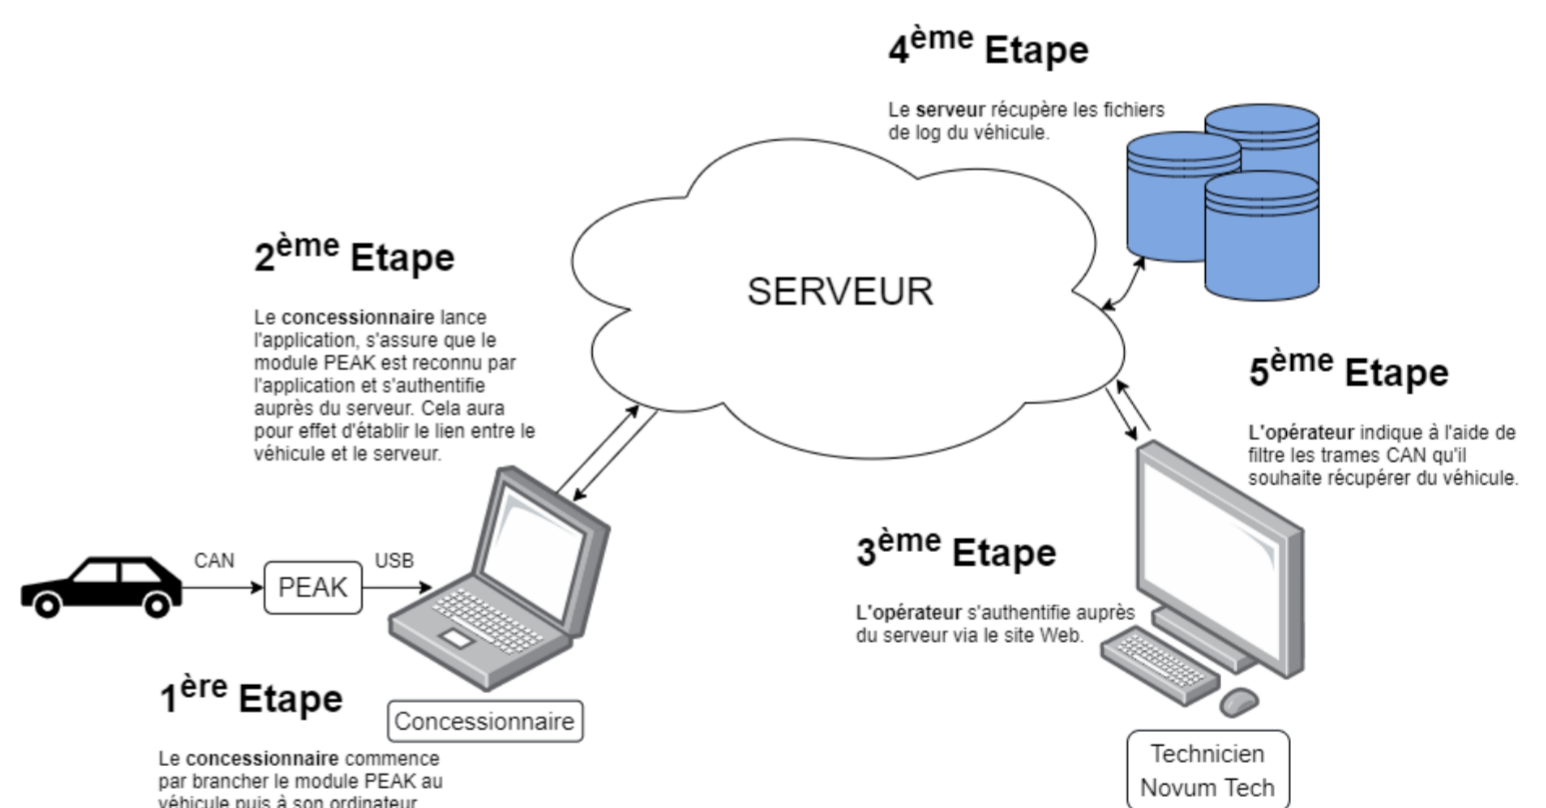 4ème Etape
Le serveur récupère les fichiers
de log du véhicule.
SERVEUR
2ème Etape
Le concessionnaire lance
l'application, s'assure que le
module PEAK est reconnu par
l'application et s'authentifie
auprès du serveur. Cela aura
pour effet d'établir le lien entre le
véhicule et le serveur.
5ème Etape
L'opérateur indique à l'aide de
filtre les trames CAN qu'il
souhaite récupérer du véhicule.
3ème Etape
L'opérateur s'authentifie auprès
du serveur via le site Web.
CAN
PEAK
USB
1ère Etape
Le concessionnaire commence
par brancher le module PEAK au
véhicule puis à son ordinateur
Concessionnaire
Technicien
Novum Tech